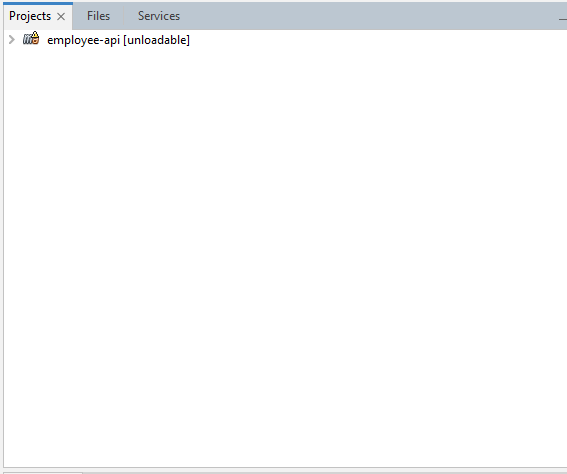 Projects Files Services
employee-api [unloadable]